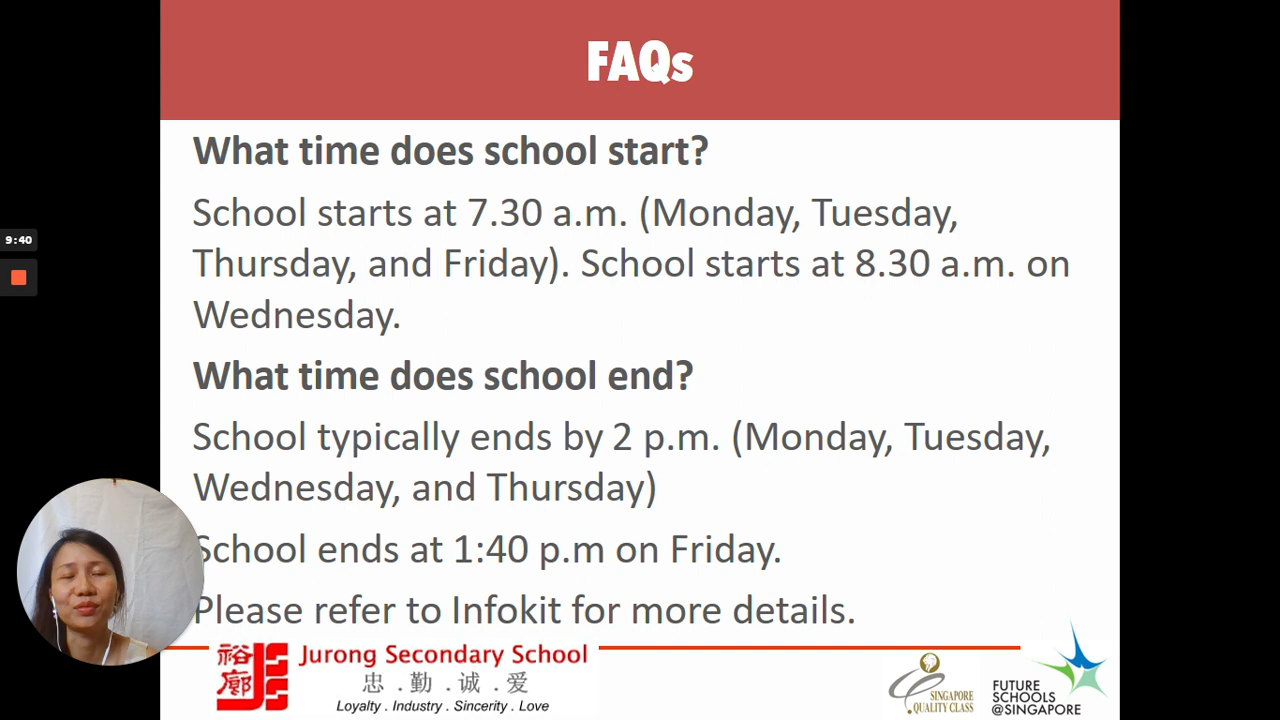 FAQs
What time does school start?
School starts at 7.30 a.m. (Monday, Tuesday,
Thursday, and Friday). School starts at 8.30 a.m. on
Wednesday.
What time does school end?
School typically ends by 2 p.m. (Monday, Tuesday,
Wednesday, and Thursday)
School ends at 1:40 p.m on Friday.
Please refer to Infokit for more details.
9:40
裕廊
Jurong Secondary School
忠 . 勤 . 诚 . 爱
Loyalty . Industry . Sincerity . Love
SINGAPORE
QUALITY CLASS
FUTURE
SCHOOLS
@SINGAPORE